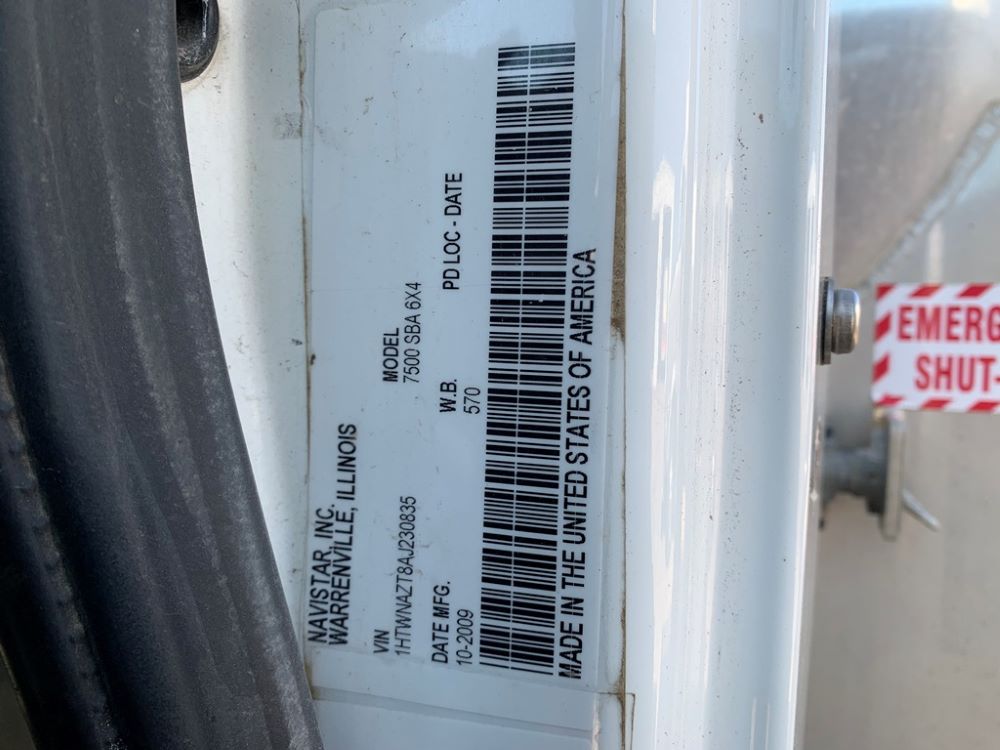 NAVISTAR, INC.
WARRENVILLE, ILLINOIS
VIN
1HTWNAZT8AJ230835
MODEL
7500 SBA 6X4
DATE MFG.
10-2009
W.B.
570
PD LOC - DATE
MADE IN THE UNITED STATES OF AMERICA
EMERG
SHUT-